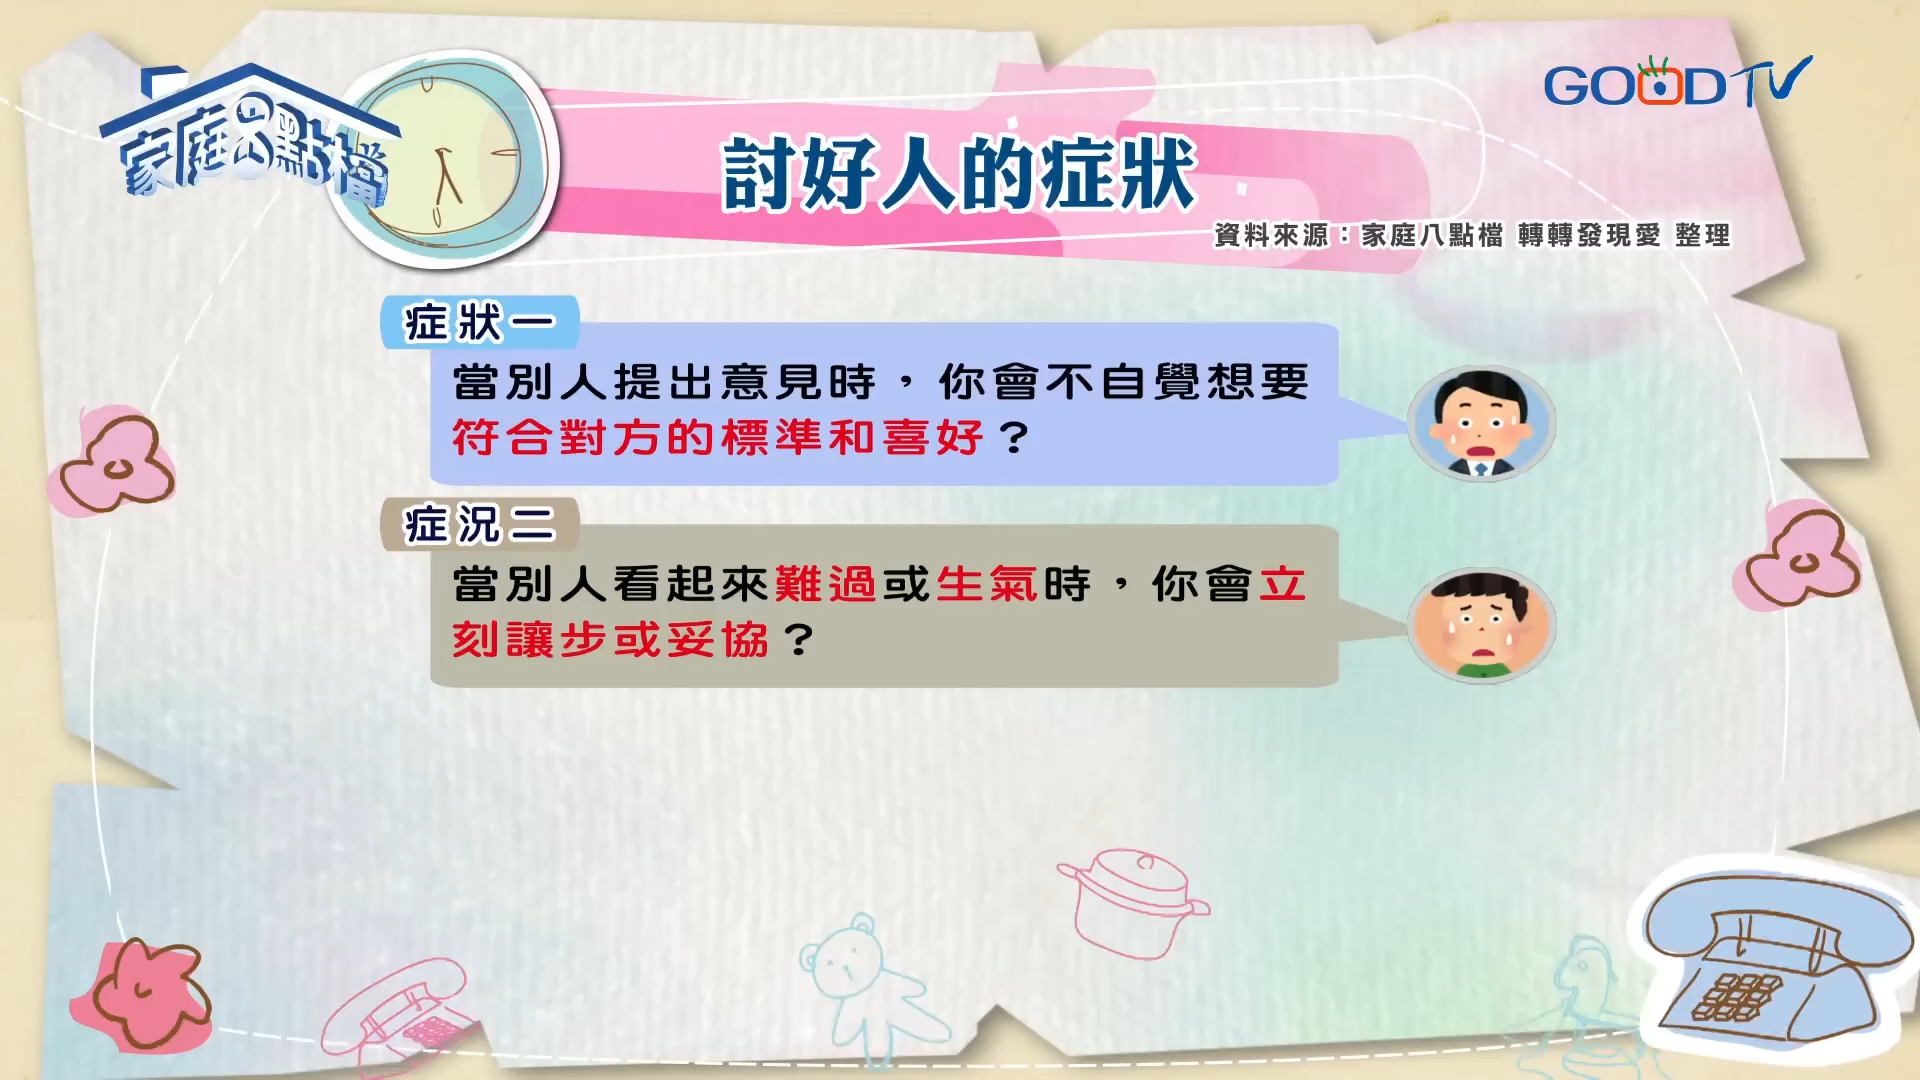 家庭8點檔
GOOD TV
討好人的症狀
資料來源：家庭八點檔 轉轉發現愛 整理
症狀一
當別人提出意見時，你會不自覺想要
符合對方的標準和喜好？
症況二
當別人看起來難過或生氣時，你會立
刻讓步或妥協？